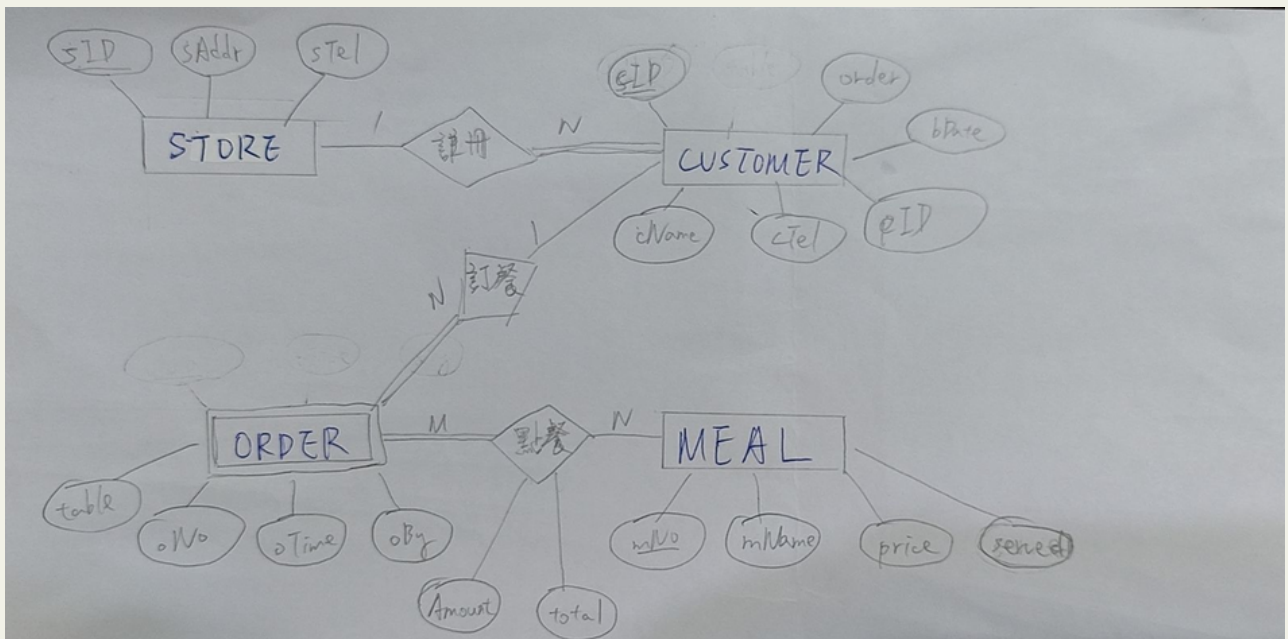 sID sAddr sTel
cID order
bDate
STORE 1 註冊 N CUSTOMER
cName cTel pID
1
訂餐
N
ORDER M 點餐 N MEAL
table oNo oTime oBy mNo mName price served
Amount total